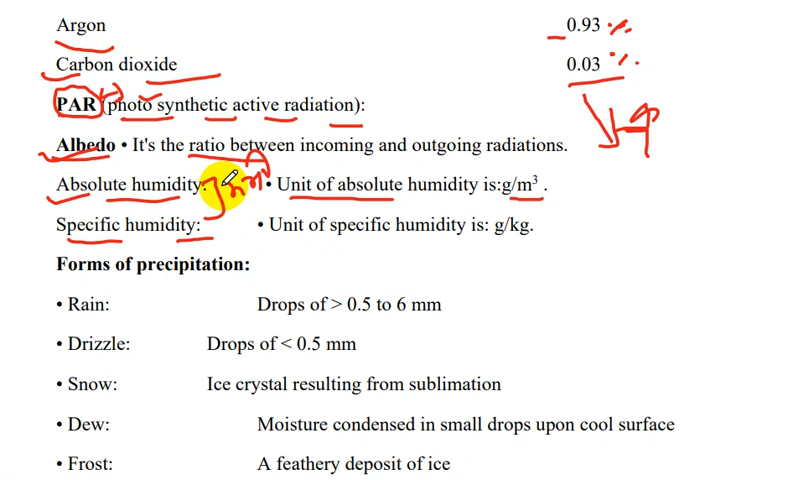 Argon 0.93 %
Carbon dioxide 0.03 %
PAR (photo synthetic active radiation):
Albedo • It's the ratio between incoming and outgoing radiations.
Absolute humidity: • Unit of absolute humidity is:g/m³ .
Specific humidity: • Unit of specific humidity is: g/kg.
Forms of precipitation:
• Rain: Drops of > 0.5 to 6 mm
• Drizzle: Drops of < 0.5 mm
• Snow: Ice crystal resulting from sublimation
• Dew: Moisture condensed in small drops upon cool surface
• Frost: A feathery deposit of ice